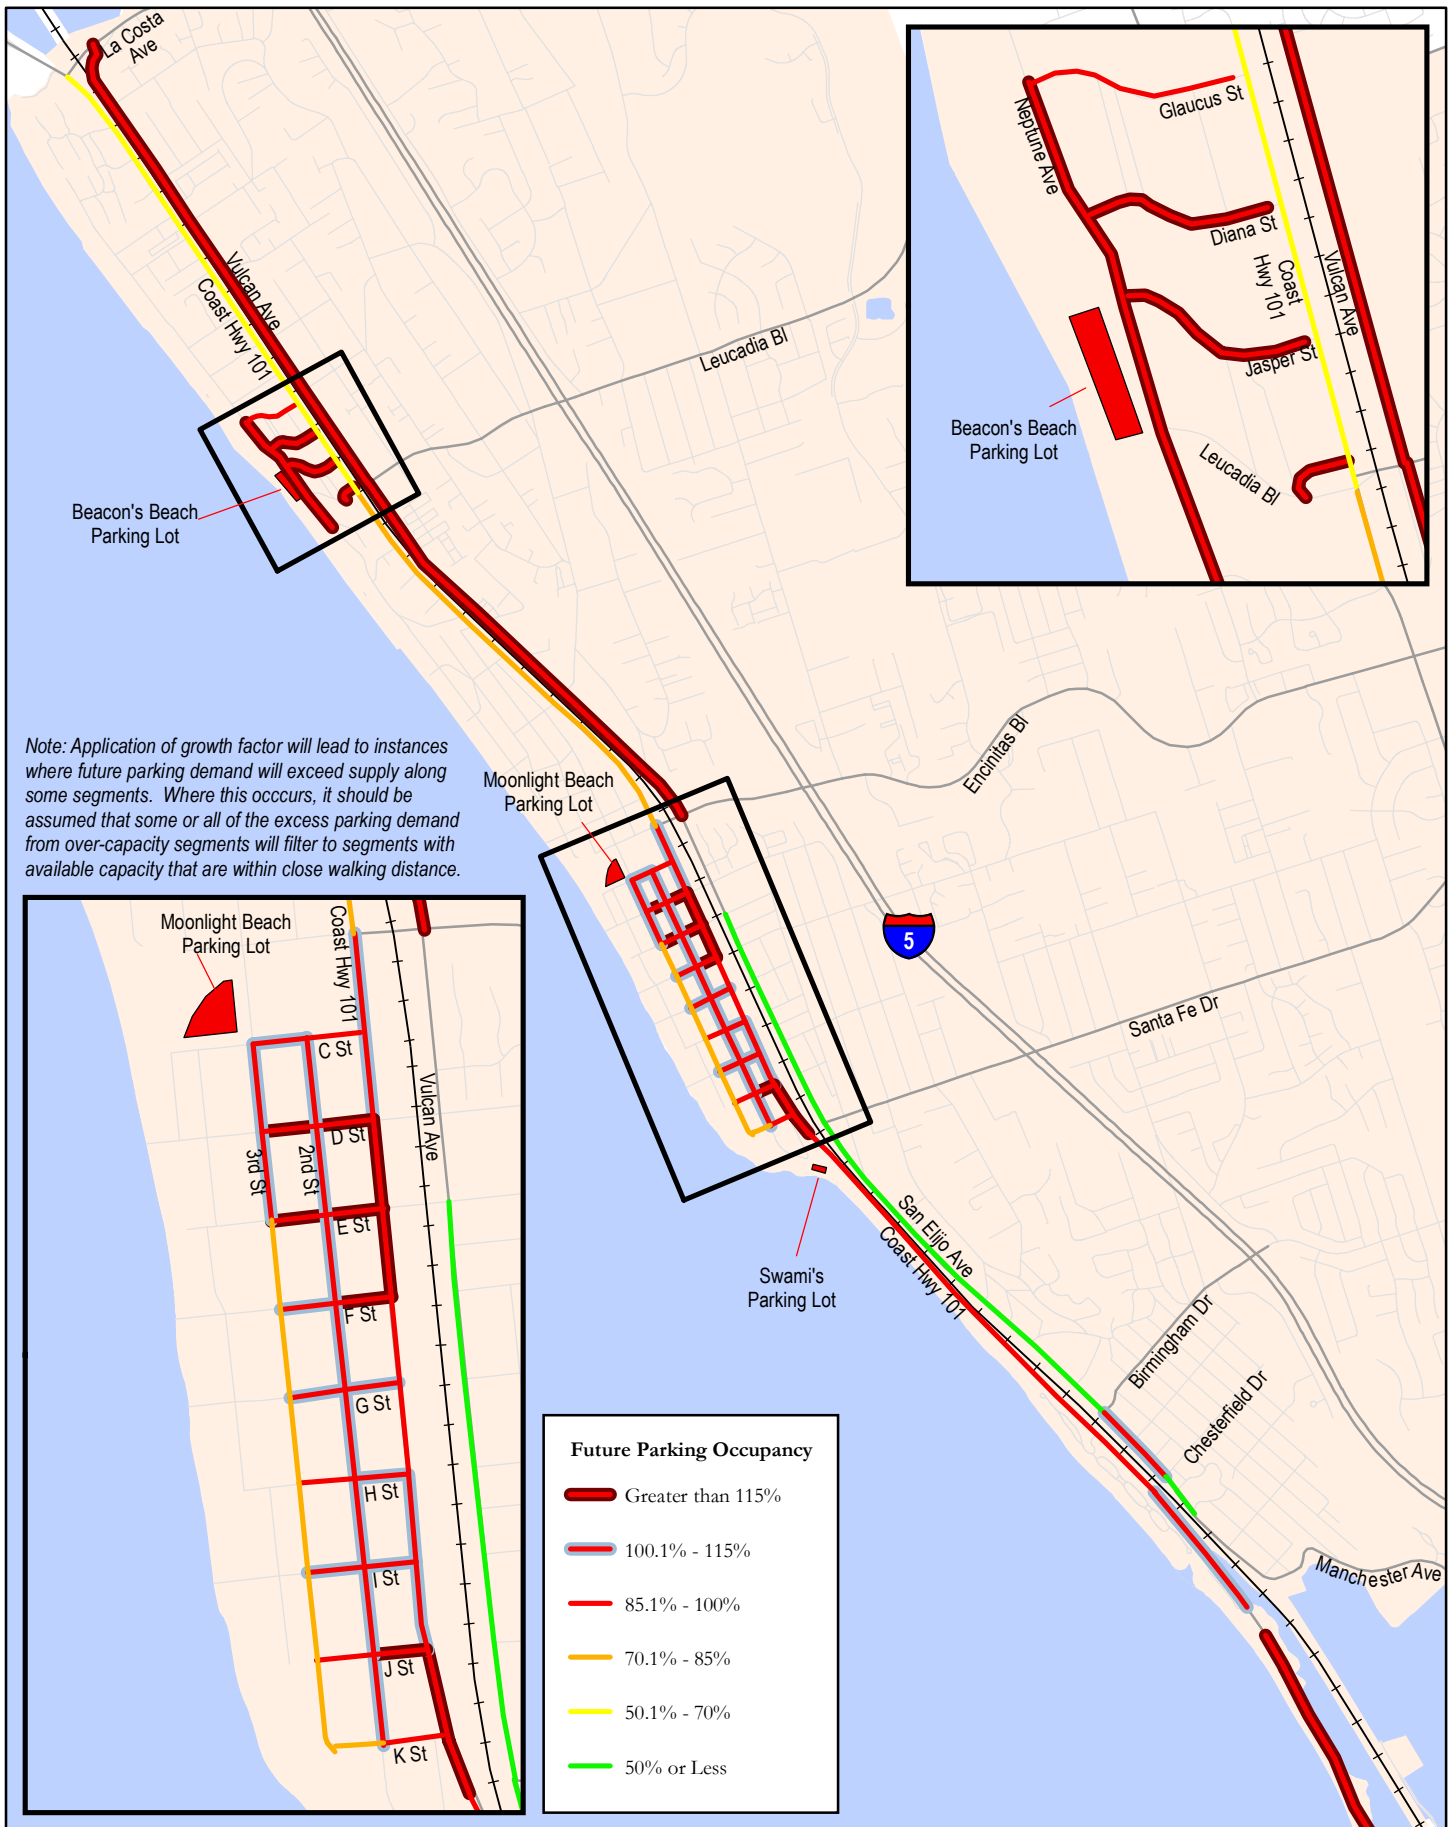 La Costa
Ave
Vulcan Ave
Coast Hwy 101
Leucadia Bl
Beacon's Beach
Parking Lot
Glaucus St
Neptune Ave
Diana St
Coast
Hwy 101
Vulcan Ave
Jasper St
Beacon's Beach
Parking Lot
Leucadia Bl
Note: Application of growth factor will lead to instances
where future parking demand will exceed supply along
some segments. Where this occcurs, it should be
assumed that some or all of the excess parking demand
from over-capacity segments will filter to segments with
available capacity that are within close walking distance.
Moonlight Beach
Parking Lot
Encinitas Bl
5
Santa Fe Dr
San Elijo Ave
Coast Hwy 101
Swami's
Parking Lot
Birmingham Dr
Chesterfield Dr
Manchester Ave
Moonlight Beach
Parking Lot
Coast Hwy 101
C St
Vulcan Ave
D St
3rd St
2nd St
E St
F St
G St
H St
I St
J St
K St
Future Parking Occupancy
Greater than 115%
100.1% - 115%
85.1% - 100%
70.1% - 85%
50.1% - 70%
50% or Less